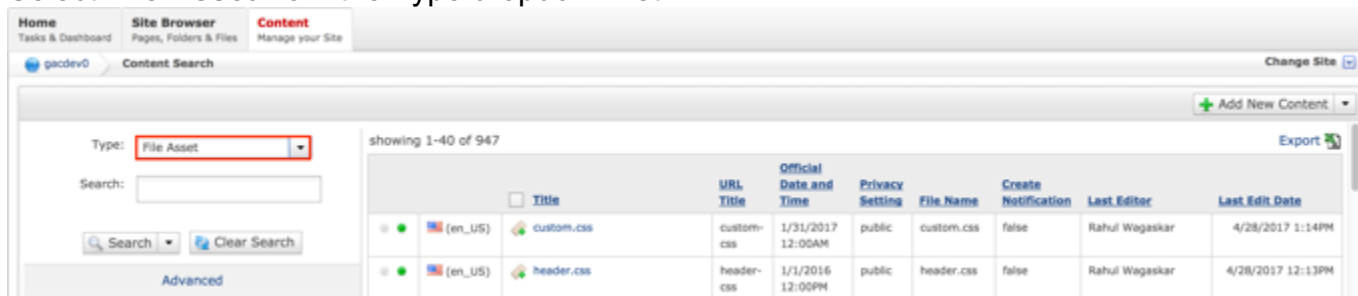 Home Site Browser Content
Tasks & Dashboard Pages, Folders & Files Manage your Site
gacdev0 Content Search Change Site
Add New Content
Type: File Asset showing 1-40 of 947 Export
Search:
Title URL Title Official Date and Time Privacy Setting File Name Create Notification Last Editor Last Edit Date
(en_US) custom.css custom-css 1/31/2017 12:00AM public custom.css false Rahul Wagaskar 4/28/2017 1:14PM
Search Clear Search
(en_US) header.css header-css 1/1/2016 12:00PM public header.css false Rahul Wagaskar 4/28/2017 12:13PM
Advanced